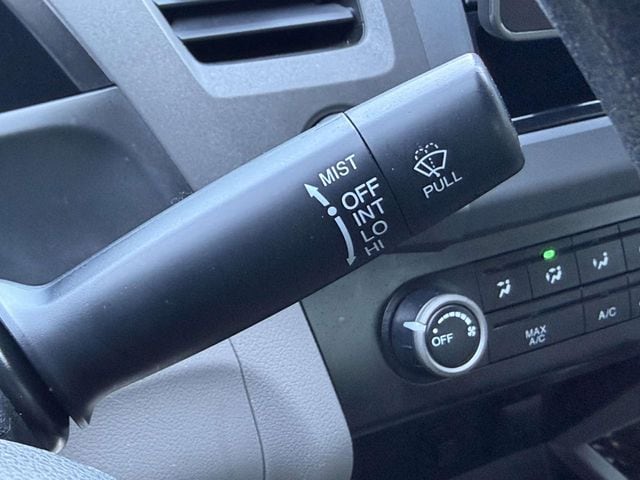 MIST
OFF
INT
LO
HI
PULL
OFF
MAX
A/C
A/C